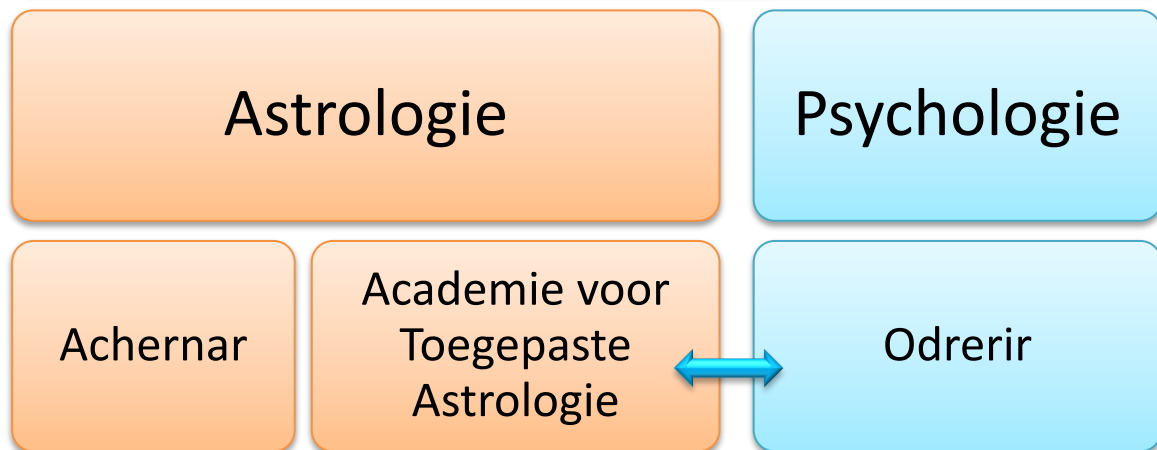 Astrologie
Psychologie
Achernar
Academie voor
Toegepaste
Astrologie
Odrerir